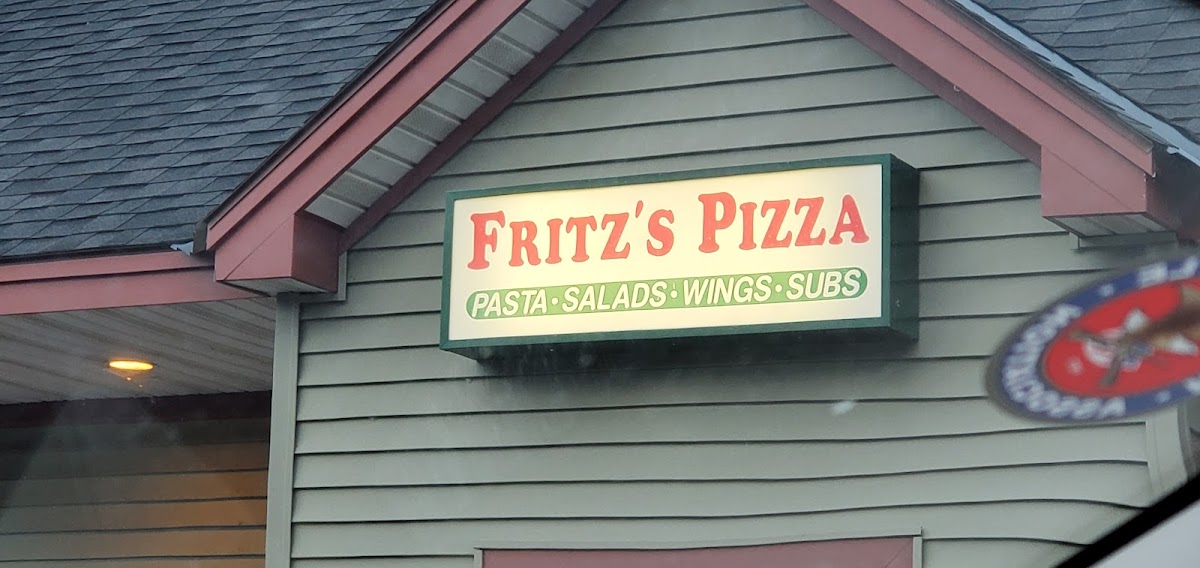 FRITZ'S PIZZA
PASTA · SALADS · WINGS · SUBS